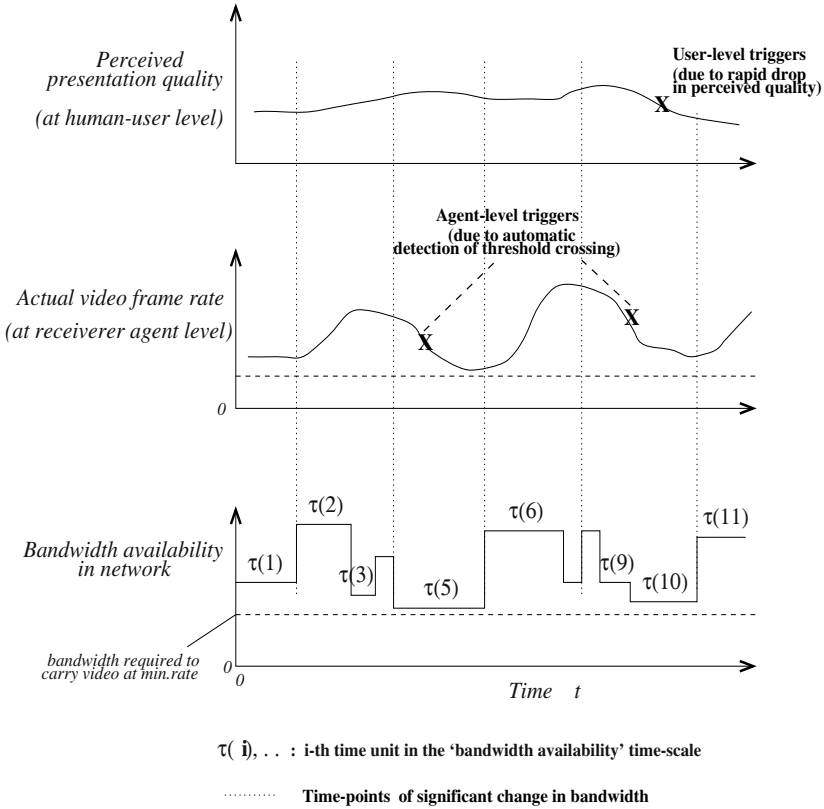 Perceived
presentation quality
(at human-user level)
User-level triggers
(due to rapid drop
in perceived quality)
X
Agent-level triggers
(due to automatic
detection of threshold crossing)
Actual video frame rate
(at receiverer agent level)
X
X
0
Bandwidth availability
in network
τ(1)
τ(2)
τ(3)
τ(5)
τ(6)
τ(9)
τ(10)
τ(11)
bandwidth required to
carry video at min.rate
0
0
Time t
τ( i), . . : i-th time unit in the ‘bandwidth availability’ time-scale
Time-points of significant change in bandwidth